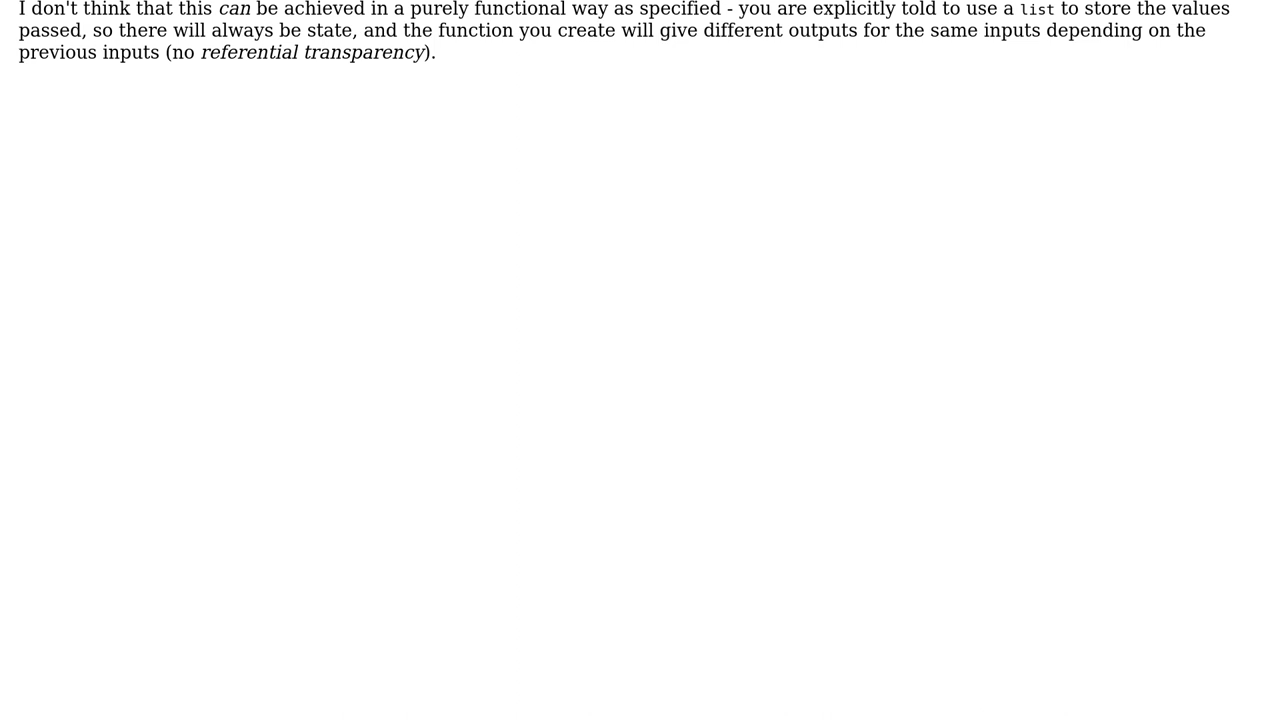 I don't think that this can be achieved in a purely functional way as specified - you are explicitly told to use a list to store the values
passed, so there will always be state, and the function you create will give different outputs for the same inputs depending on the
previous inputs (no referential transparency).